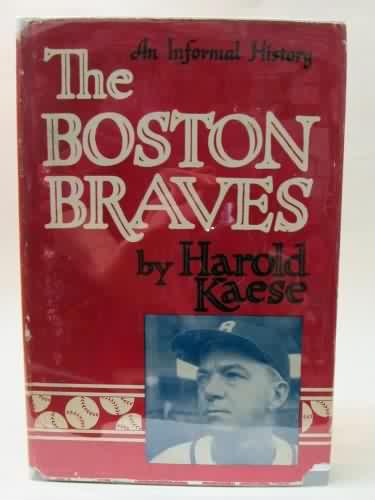 An Informal History
The
BOSTON
BRAVES
by Harold
Kaese
B